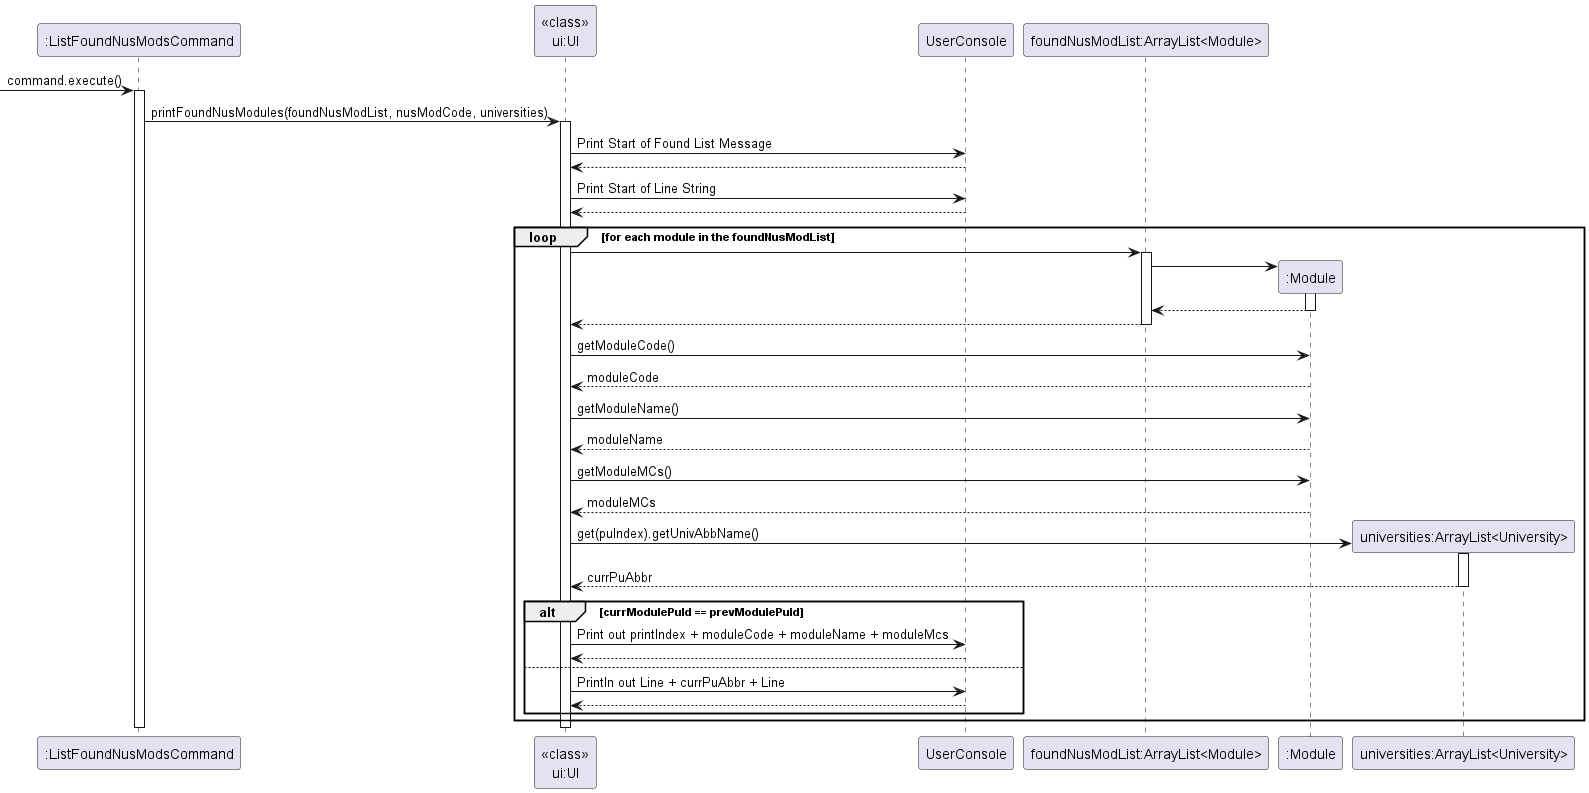 :ListFoundNusModsCommand
«class»
ui:UI
UserConsole
foundNusModList:ArrayList<Module>
command.execute()
printFoundNusModules(foundNusModList, nusModCode, universities)
Print Start of Found List Message
Print Start of Line String
loop
[for each module in the foundNusModList]
:Module
getModuleCode()
moduleCode
getModuleName()
moduleName
getModuleMCs()
moduleMCs
get(puIndex).getUnivAbbName()
universities:ArrayList<University>
currPuAbbr
alt
[currModulePuId == prevModulePuId]
Print out printIndex + moduleCode + moduleName + moduleMcs
Println out Line + currPuAbbr + Line
:ListFoundNusModsCommand
«class»
ui:UI
UserConsole
foundNusModList:ArrayList<Module>
:Module
universities:ArrayList<University>